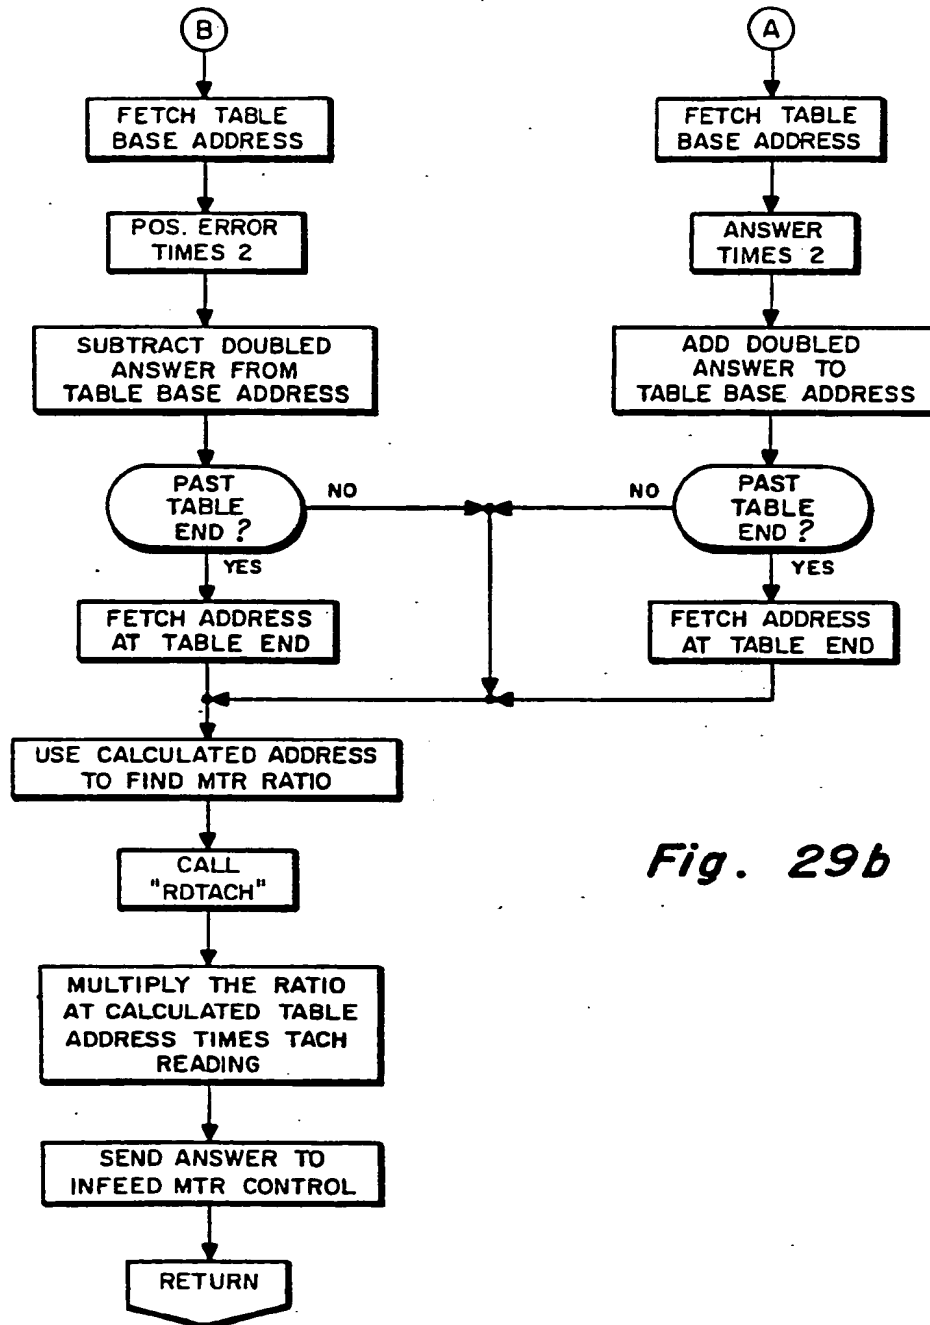 B
FETCH TABLE
BASE ADDRESS
POS. ERROR
TIMES 2
SUBTRACT DOUBLED
ANSWER FROM
TABLE BASE ADDRESS
PAST
TABLE
END ?
NO
YES
FETCH ADDRESS
AT TABLE END
A
FETCH TABLE
BASE ADDRESS
ANSWER
TIMES 2
ADD DOUBLED
ANSWER TO
TABLE BASE ADDRESS
PAST
TABLE
END ?
NO
YES
FETCH ADDRESS
AT TABLE END
USE CALCULATED ADDRESS
TO FIND MTR RATIO
CALL
"RDTACH"
MULTIPLY THE RATIO
AT CALCULATED TABLE
ADDRESS TIMES TACH
READING
SEND ANSWER TO
INFEED MTR CONTROL
RETURN
Fig. 29b